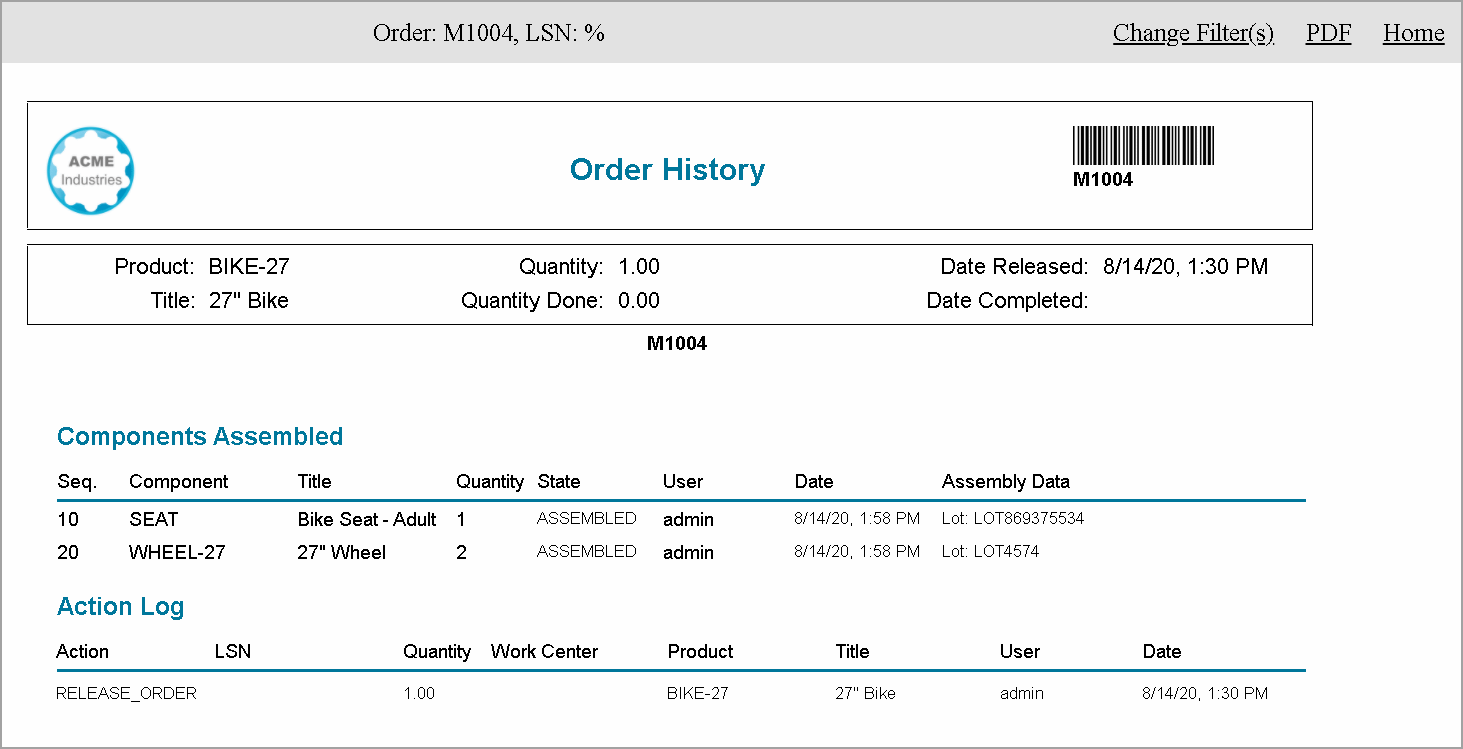 Order: M1004, LSN: % Change Filter(s) PDF Home
ACME
Industries
Order History
M1004
Product: BIKE-27 Quantity: 1.00 Date Released: 8/14/20, 1:30 PM
Title: 27" Bike Quantity Done: 0.00 Date Completed:
M1004
Components Assembled
Seq. Component Title Quantity State User Date Assembly Data
10 SEAT Bike Seat - Adult 1 ASSEMBLED admin 8/14/20, 1:58 PM Lot: LOT869375534
20 WHEEL-27 27" Wheel 2 ASSEMBLED admin 8/14/20, 1:58 PM Lot: LOT4574
Action Log
Action LSN Quantity Work Center Product Title User Date
RELEASE_ORDER 1.00 BIKE-27 27" Bike admin 8/14/20, 1:30 PM